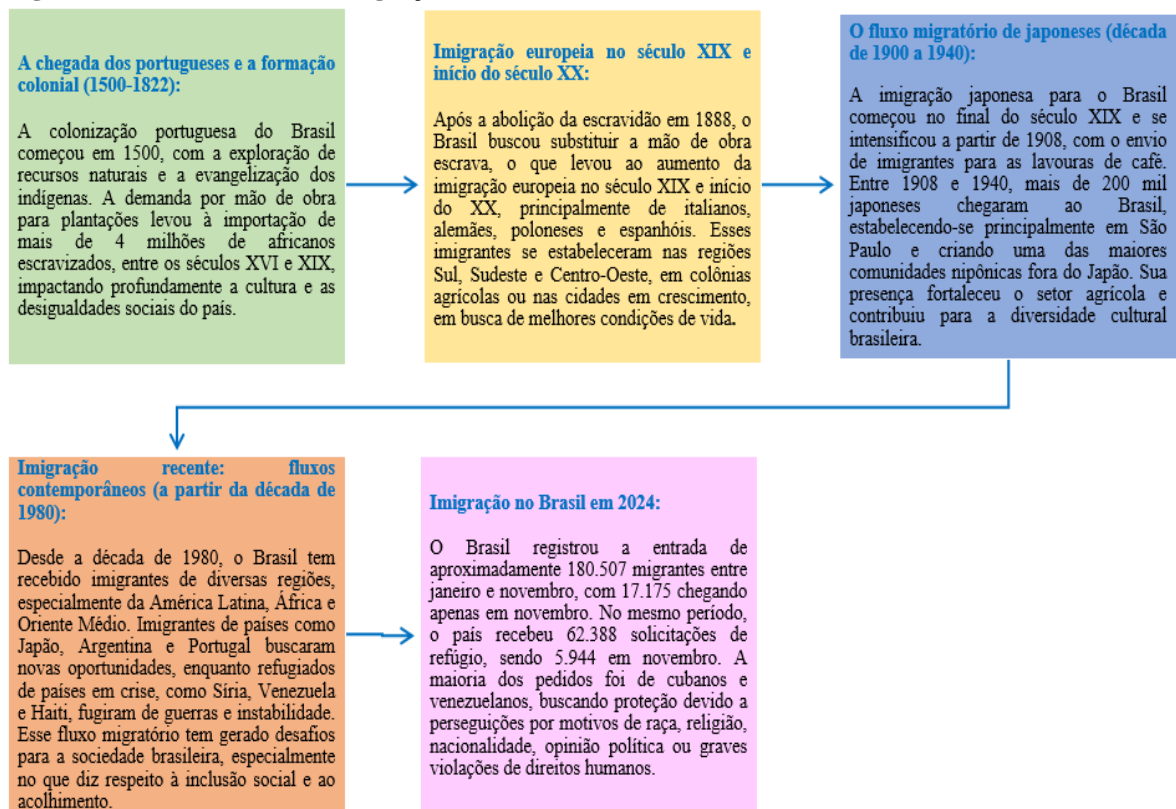 A chegada dos portugueses e a formação
colonial (1500-1822):
A colonização portuguesa do Brasil
começou em 1500, com a exploração de
recursos naturais e a evangelização dos
indígenas. A demanda por mão de obra
para plantações levou à importação de
mais de 4 milhões de africanos
escravizados, entre os séculos XVI e XIX,
impactando profundamente a cultura e as
desigualdades sociais do país.
Imigração europeia no século XIX e
início do século XX:
Após a abolição da escravidão em 1888, o
Brasil buscou substituir a mão de obra
escrava, o que levou ao aumento da
imigração europeia no século XIX e início
do XX, principalmente de italianos,
alemães, poloneses e espanhóis. Esses
imigrantes se estabeleceram nas regiões
Sul, Sudeste e Centro-Oeste, em colônias
agrícolas ou nas cidades em crescimento,
em busca de melhores condições de vida.
O fluxo migratório de japoneses (década
de 1900 a 1940):
A imigração japonesa para o Brasil
começou no final do século XIX e se
intensificou a partir de 1908, com o envio
de imigrantes para as lavouras de café.
Entre 1908 e 1940, mais de 200 mil
japoneses chegaram ao Brasil,
estabelecendo-se principalmente em São
Paulo e criando uma das maiores
comunidades nipônicas fora do Japão. Sua
presença fortaleceu o setor agrícola e
contribuiu para a diversidade cultural
brasileira.
Imigração recente: fluxos
contemporâneos (a partir da década de
1980):
Desde a década de 1980, o Brasil tem
recebido imigrantes de diversas regiões,
especialmente da América Latina, África e
Oriente Médio. Imigrantes de países como
Japão, Argentina e Portugal buscaram
novas oportunidades, enquanto refugiados
de países em crise, como Síria, Venezuela
e Haiti, fugiram de guerras e instabilidade.
Esse fluxo migratório tem gerado desafios
para a sociedade brasileira, especialmente
no que diz respeito à inclusão social e ao
acolhimento.
Imigração no Brasil em 2024:
O Brasil registrou a entrada de
aproximadamente 180.507 migrantes entre
janeiro e novembro, com 17.175 chegando
apenas em novembro. No mesmo período,
o país recebeu 62.388 solicitações de
refúgio, sendo 5.944 em novembro. A
maioria dos pedidos foi de cubanos e
venezuelanos, buscando proteção devido a
perseguições por motivos de raça, religião,
nacionalidade, opinião política ou graves
violações de direitos humanos.